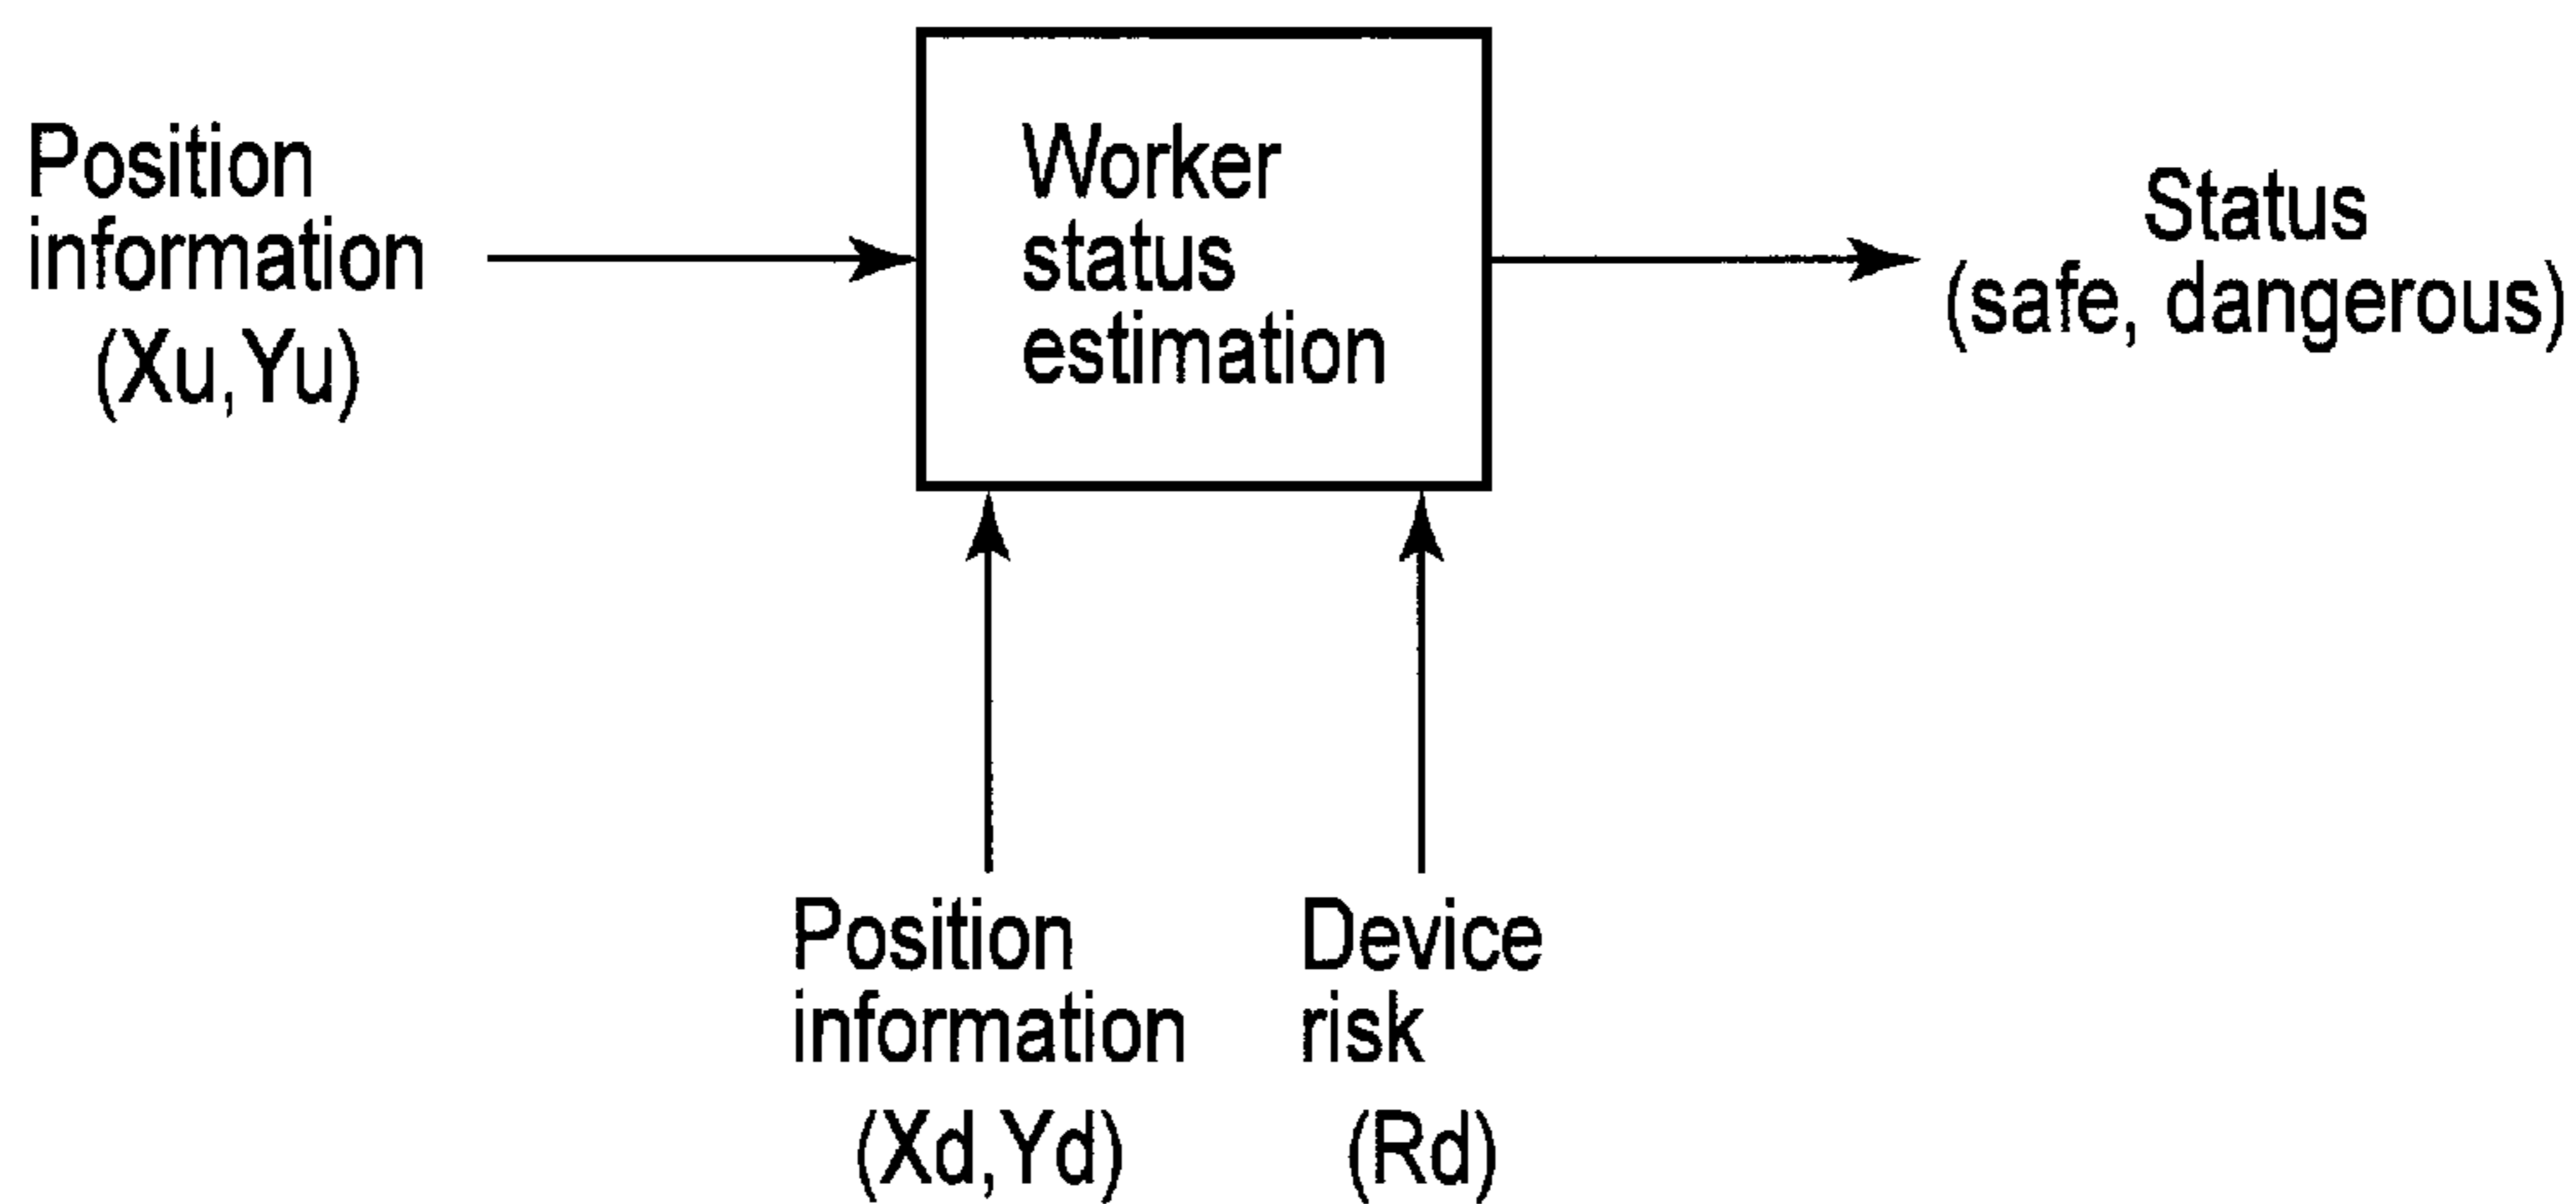 Position
information
(Xu,Yu)
Worker
status
estimation
Status
(safe, dangerous)
Position
information
(Xd,Yd)
Device
risk
(Rd)